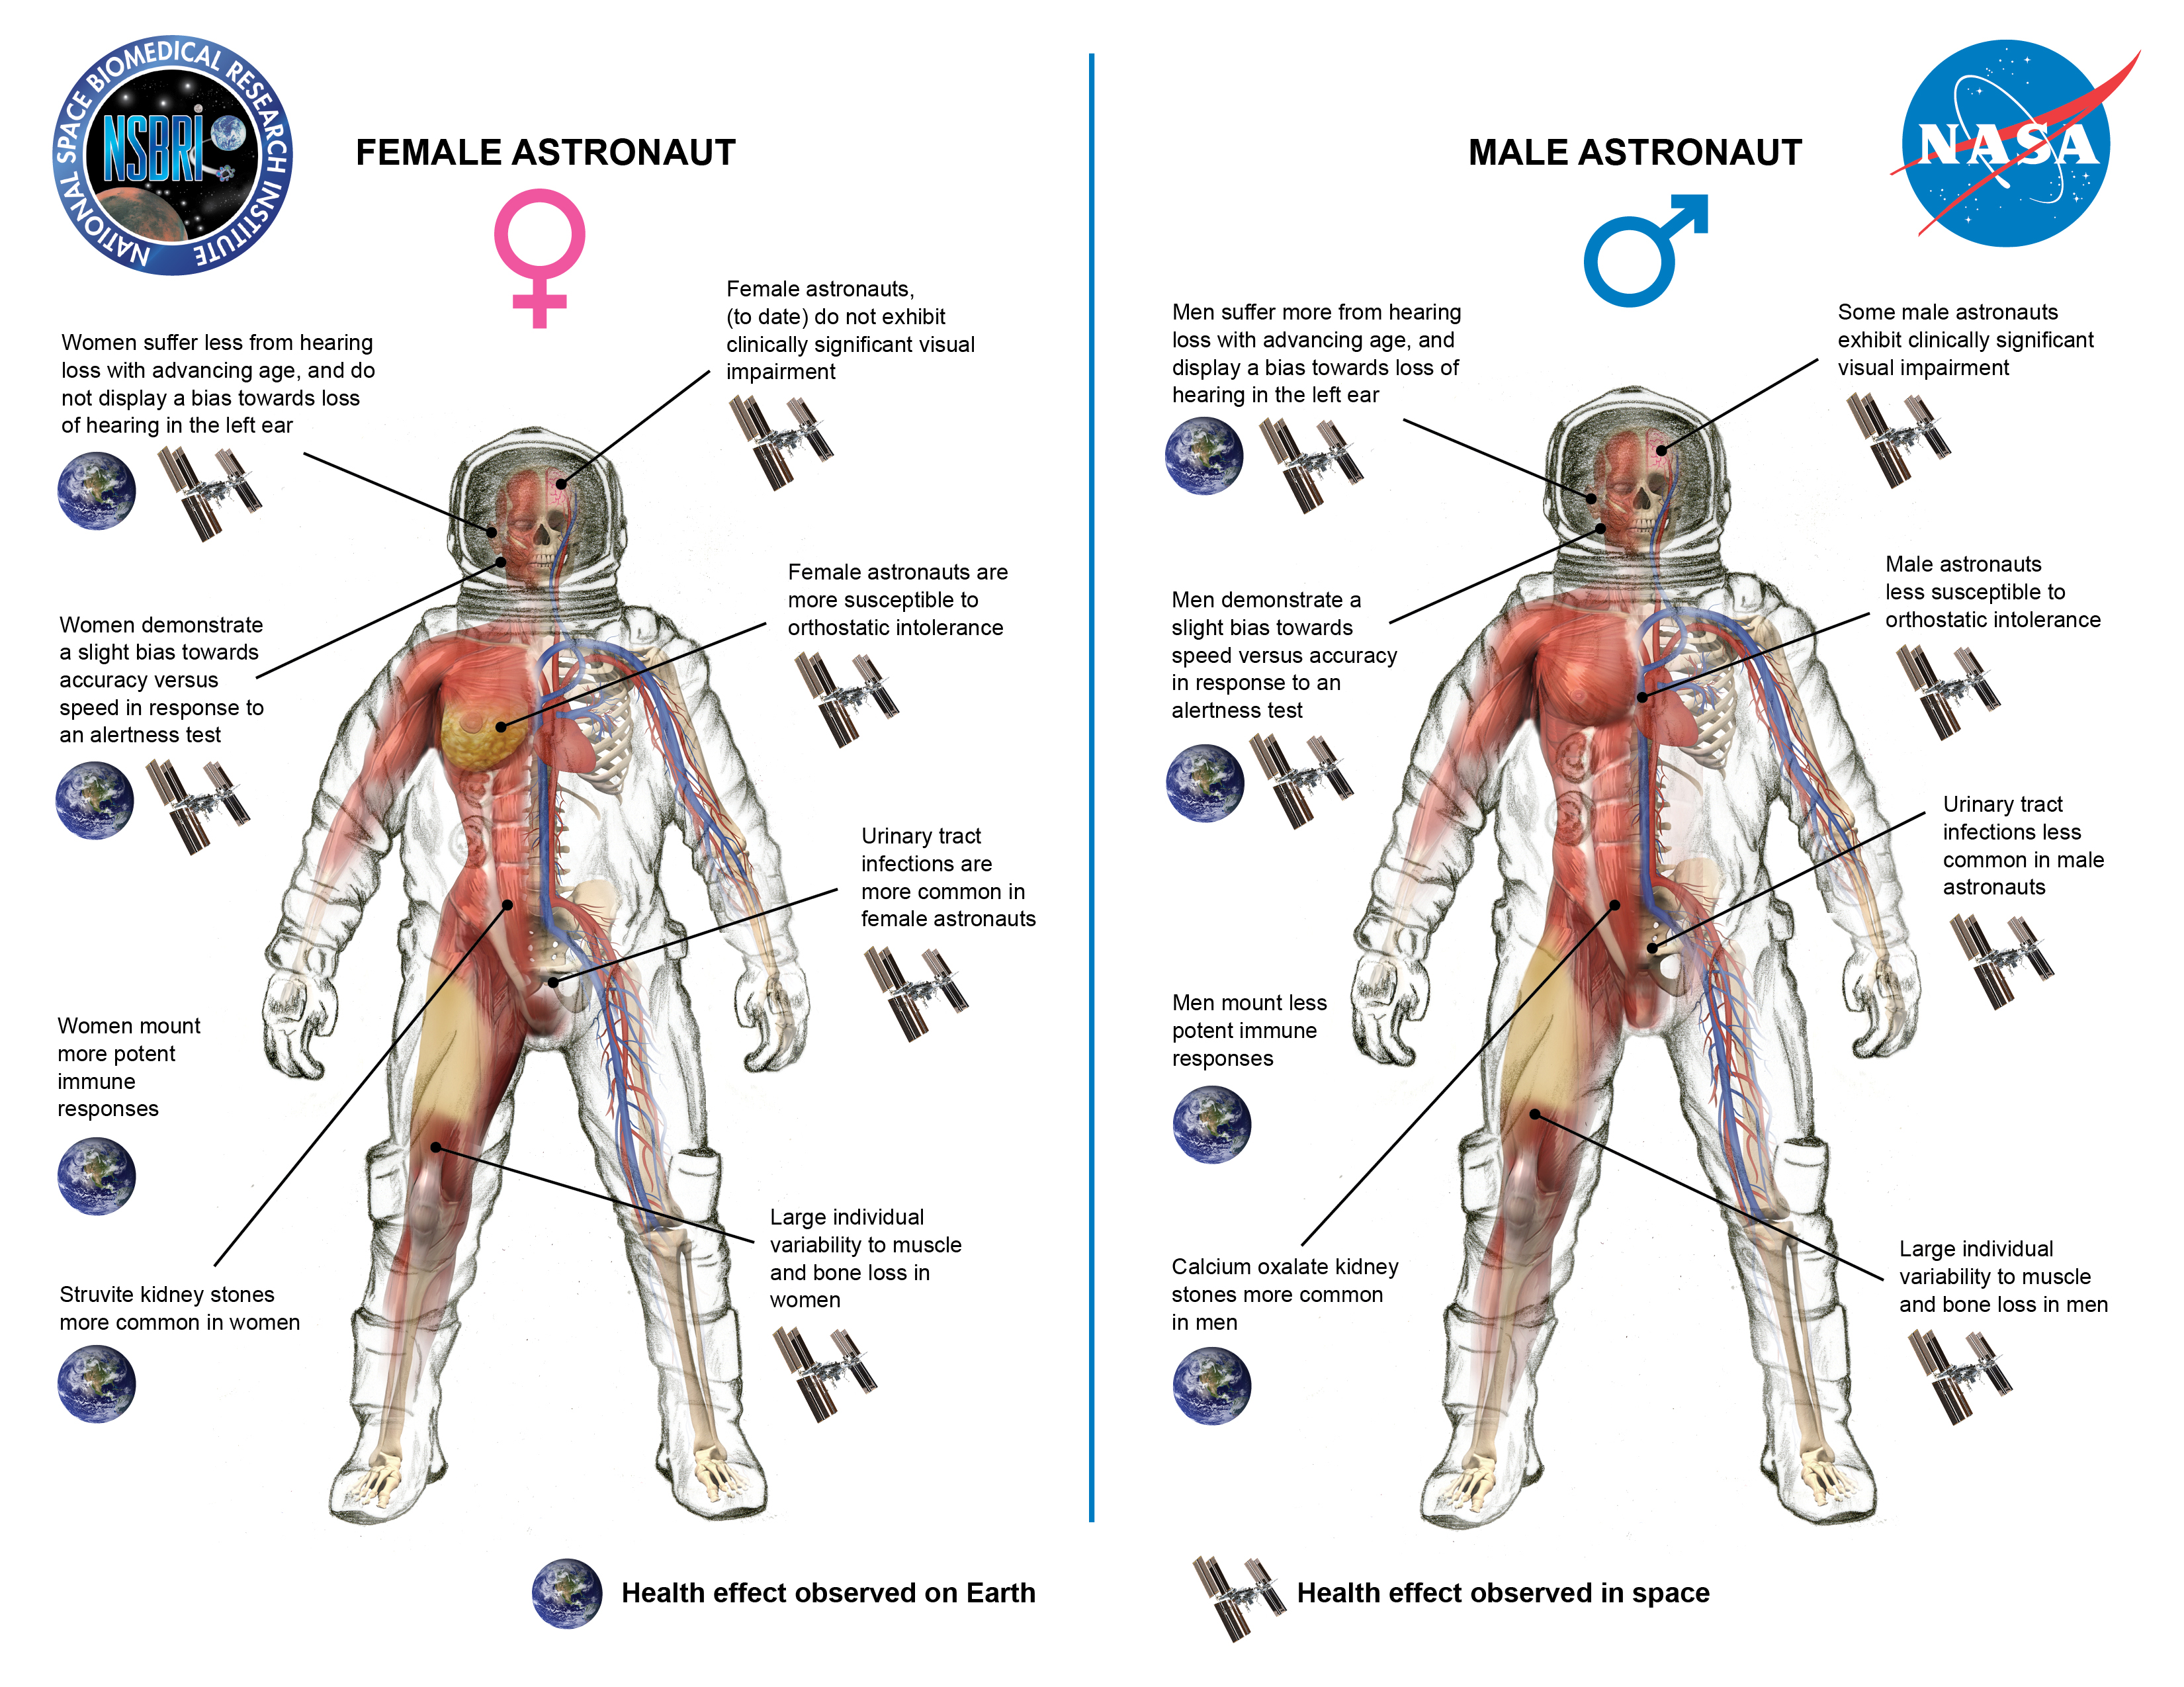 NATIONAL SPACE BIOMEDICAL RESEARCH INSTITUTE
NSBRI
FEMALE ASTRONAUT
Women suffer less from hearing
loss with advancing age, and do
not display a bias towards loss
of hearing in the left ear
Female astronauts,
(to date) do not exhibit
clinically significant visual
impairment
Women demonstrate
a slight bias towards
accuracy versus
speed in response to
an alertness test
Female astronauts are
more susceptible to
orthostatic intolerance
Urinary tract
infections are
more common in
female astronauts
Women mount
more potent
immune
responses
Struvite kidney stones
more common in women
Large individual
variability to muscle
and bone loss in
women
MALE ASTRONAUT
NASA
Men suffer more from hearing
loss with advancing age, and
display a bias towards loss of
hearing in the left ear
Some male astronauts
exhibit clinically significant
visual impairment
Men demonstrate a
slight bias towards
speed versus accuracy
in response to an
alertness test
Male astronauts
less susceptible to
orthostatic intolerance
Urinary tract
infections less
common in male
astronauts
Men mount less
potent immune
responses
Calcium oxalate kidney
stones more common
in men
Large individual
variability to muscle
and bone loss in men
Health effect observed on Earth
Health effect observed in space